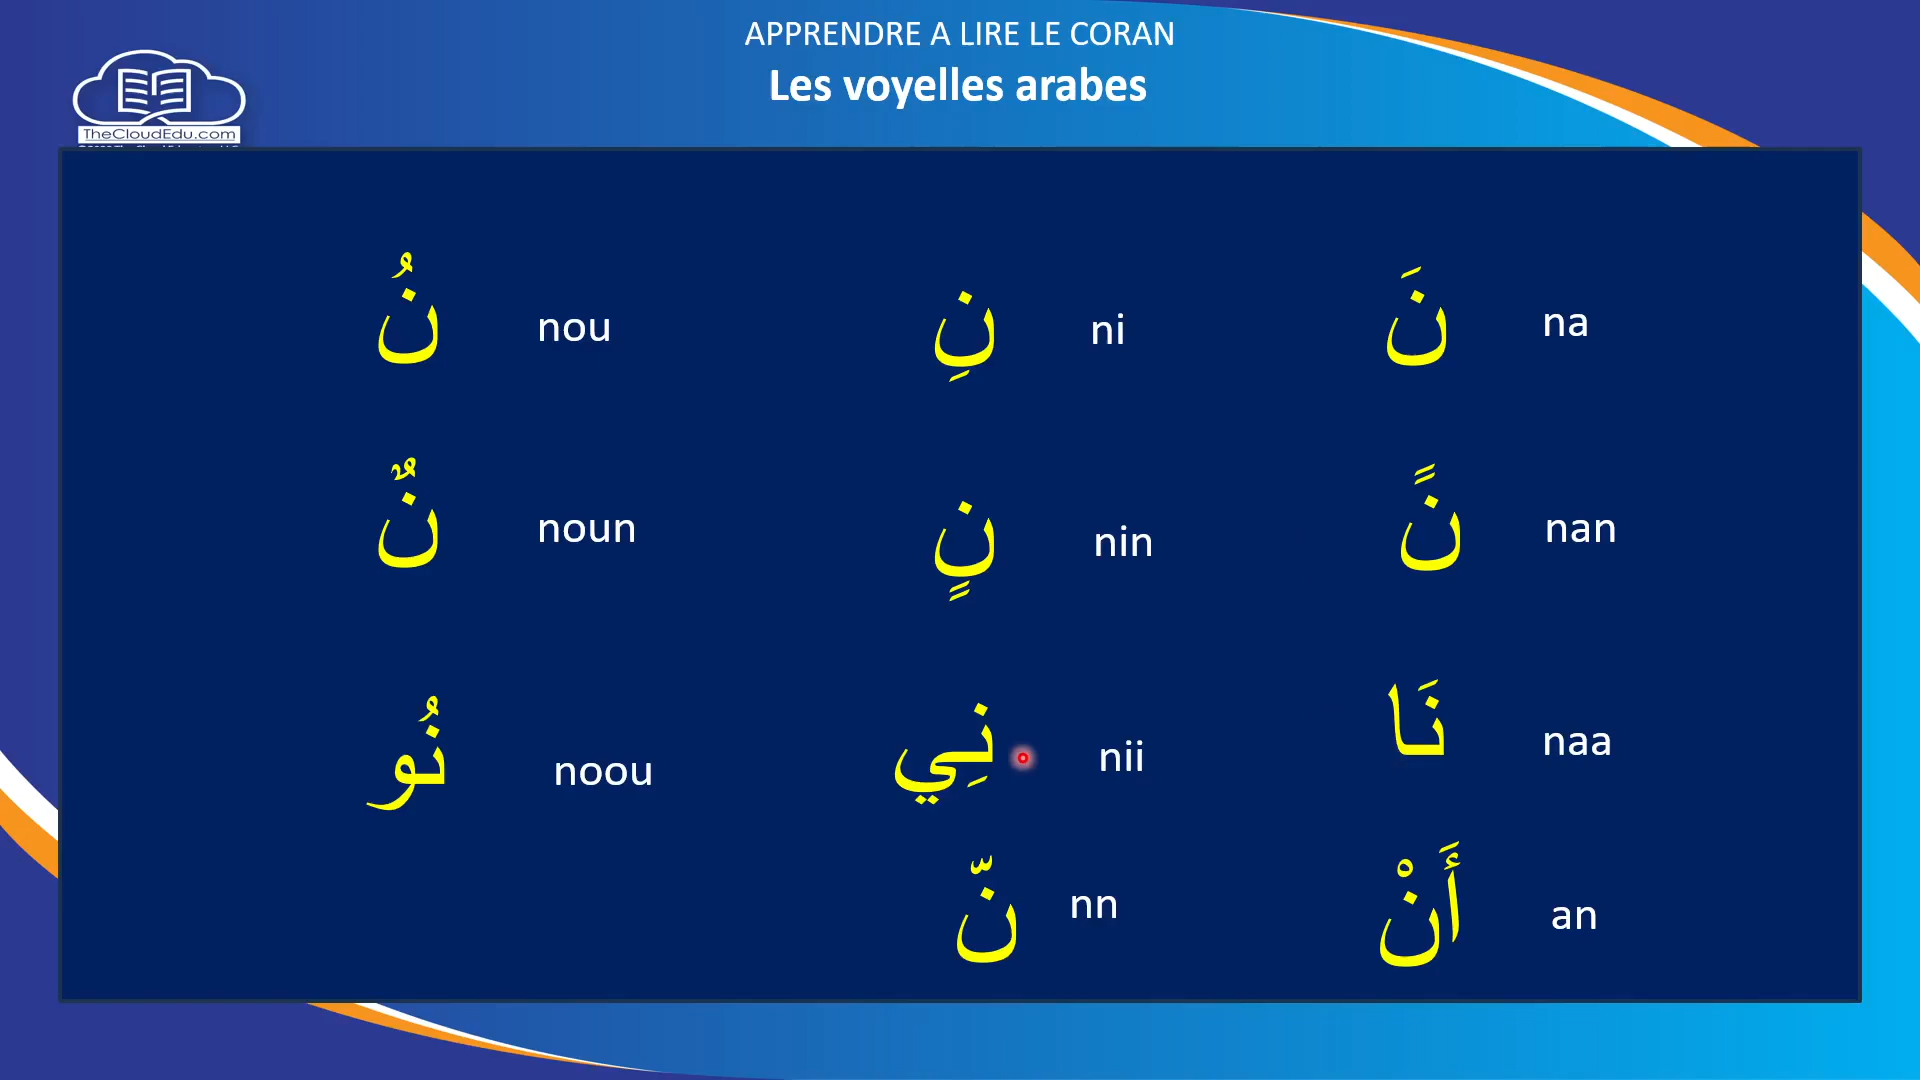 APPRENDRE A LIRE LE CORAN
Les voyelles arabes
TheCloudEdu.com
نُ nou نِ ni نَ na
نٌ noun نٍ nin نً nan
نُو noou نِي nii نَا naa
نّ nn أَنْ an